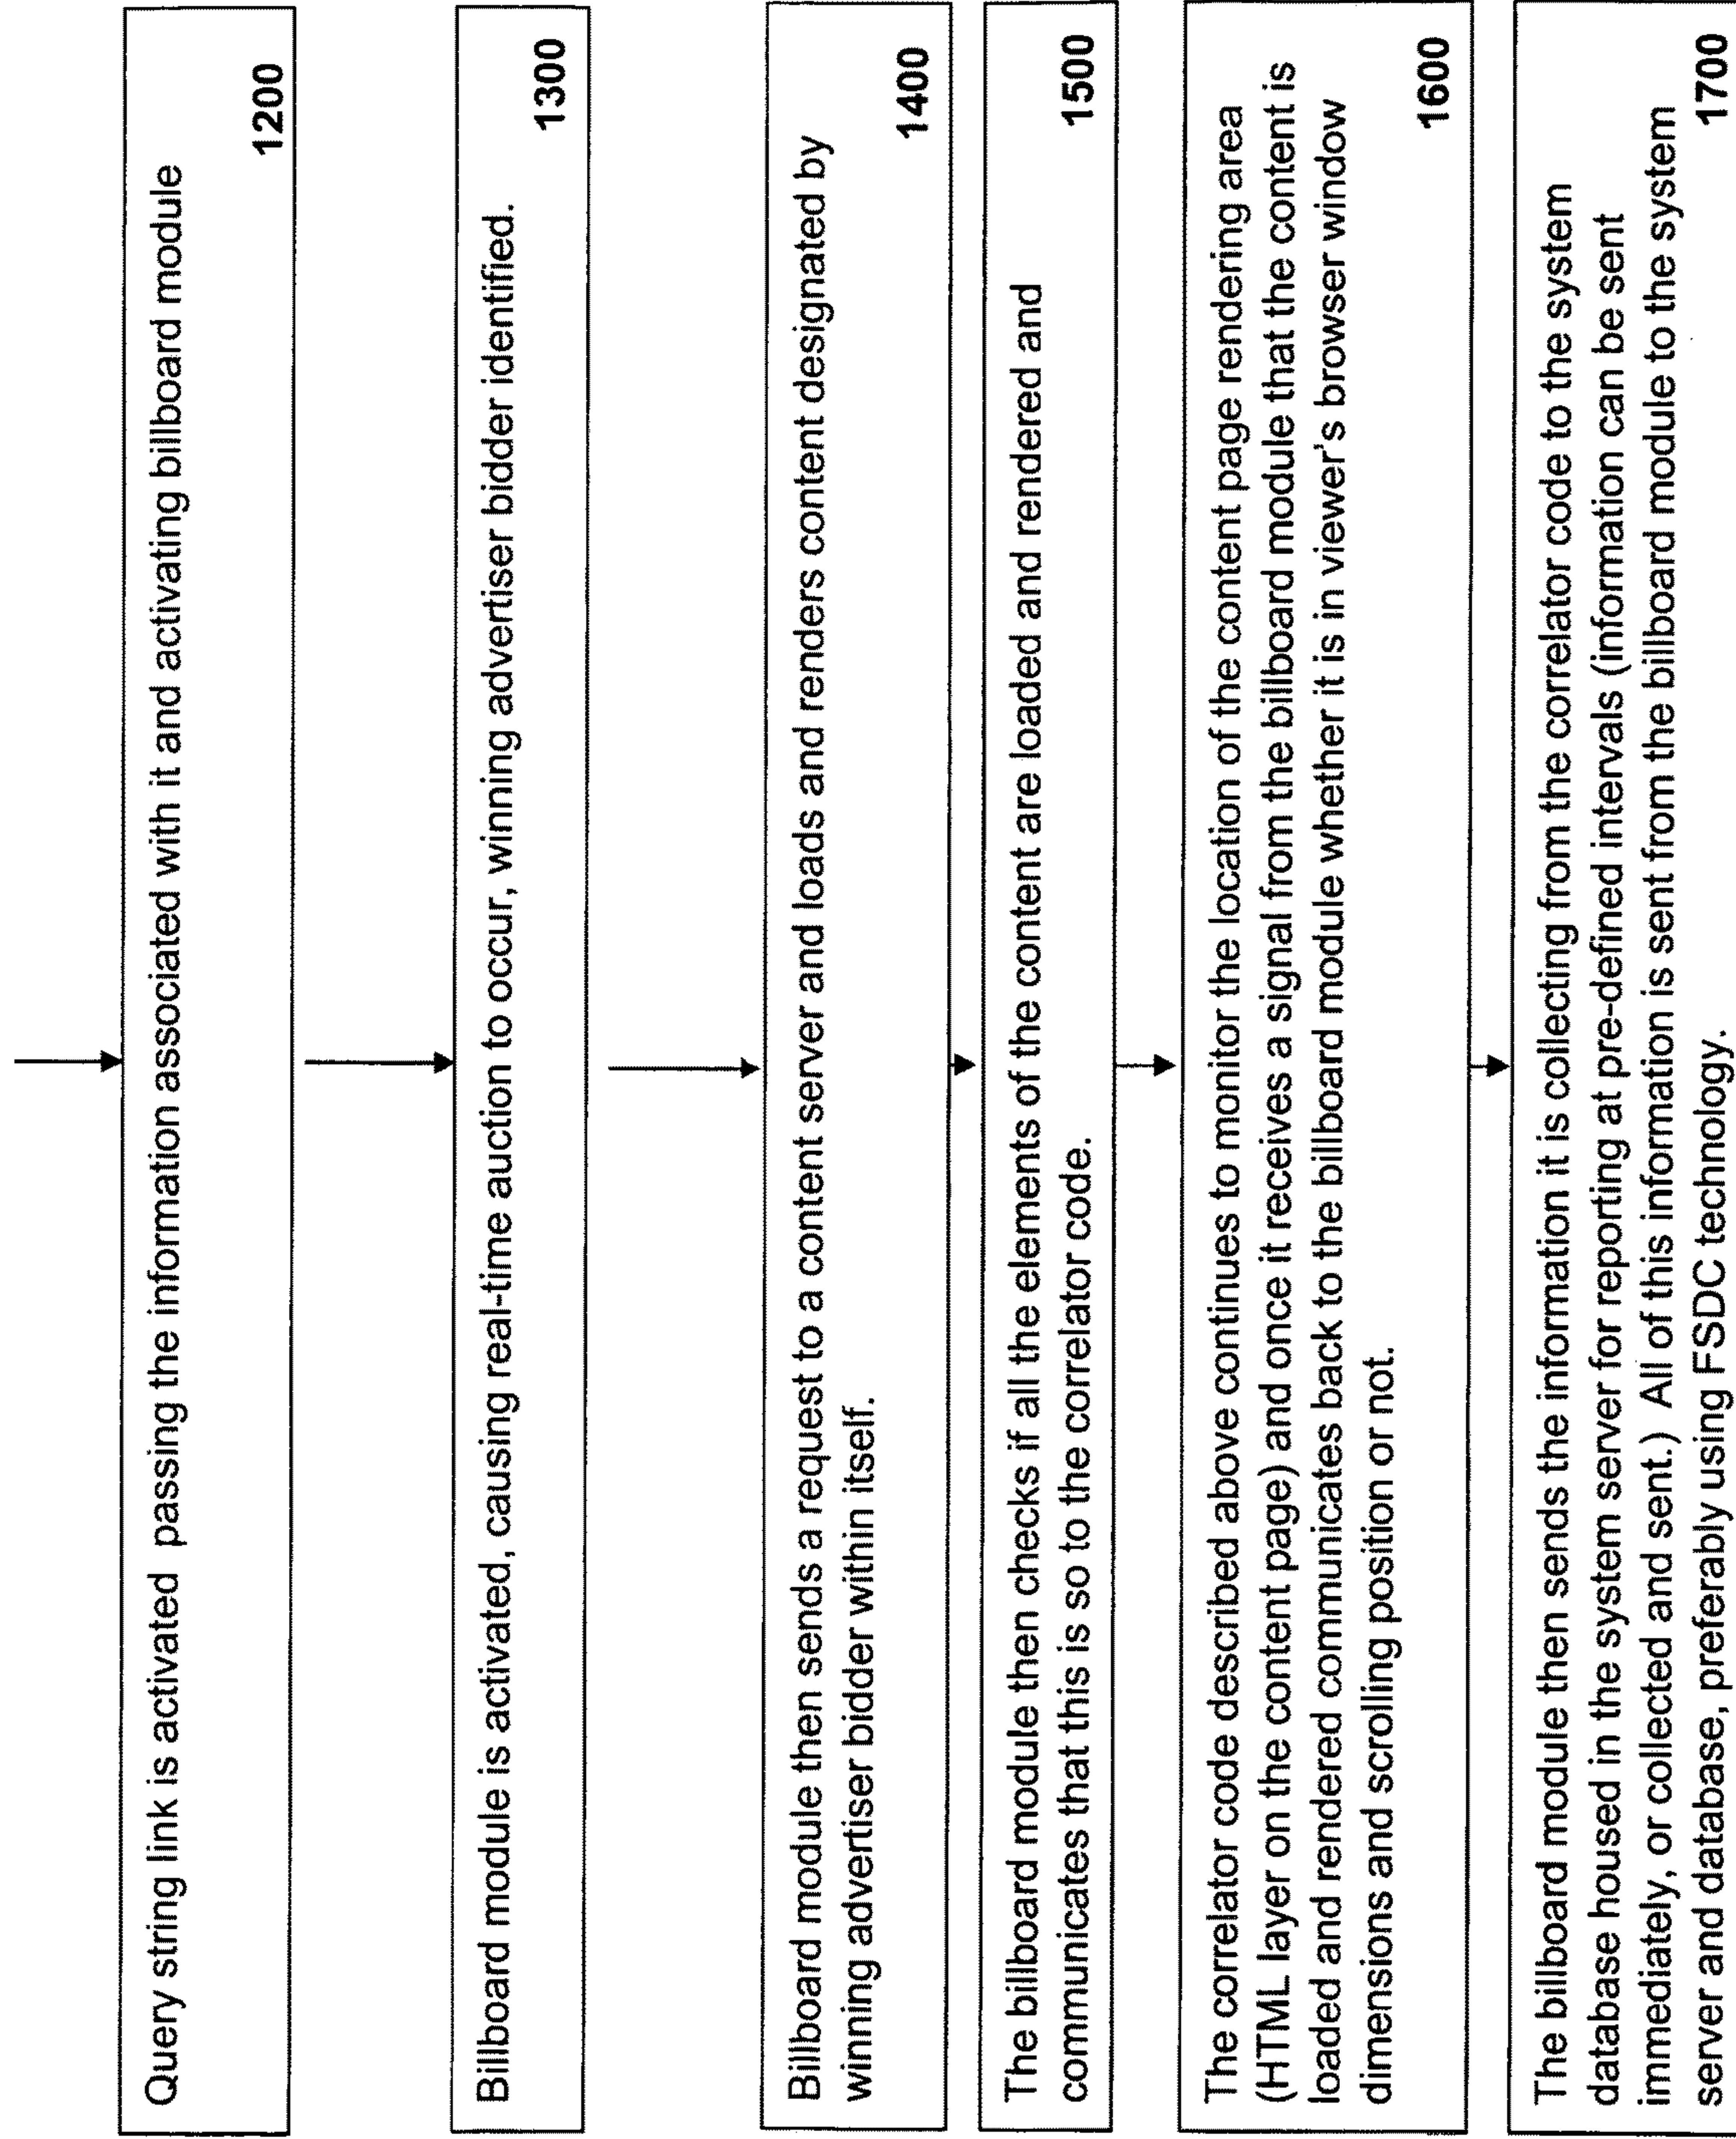 Query string link is activated passing the information associated with it and activating billboard module
1200
Billboard module is activated, causing real-time auction to occur, winning advertiser bidder identified.
1300
Billboard module then sends a request to a content server and loads and renders content designated by
winning advertiser bidder within itself.
1400
The billboard module then checks if all the elements of the content are loaded and rendered and
communicates that this is so to the correlator code.
1500
The correlator code described above continues to monitor the location of the content page rendering area
(HTML layer on the content page) and once it receives a signal from the billboard module that the content is
loaded and rendered communicates back to the billboard module whether it is in viewer's browser window
dimensions and scrolling position or not.
1600
The billboard module then sends the information it is collecting from the correlator code to the system
database housed in the system server for reporting at pre-defined intervals (information can be sent
immediately, or collected and sent.) All of this information is sent from the billboard module to the system
server and database, preferably using FSDC technology.
1700